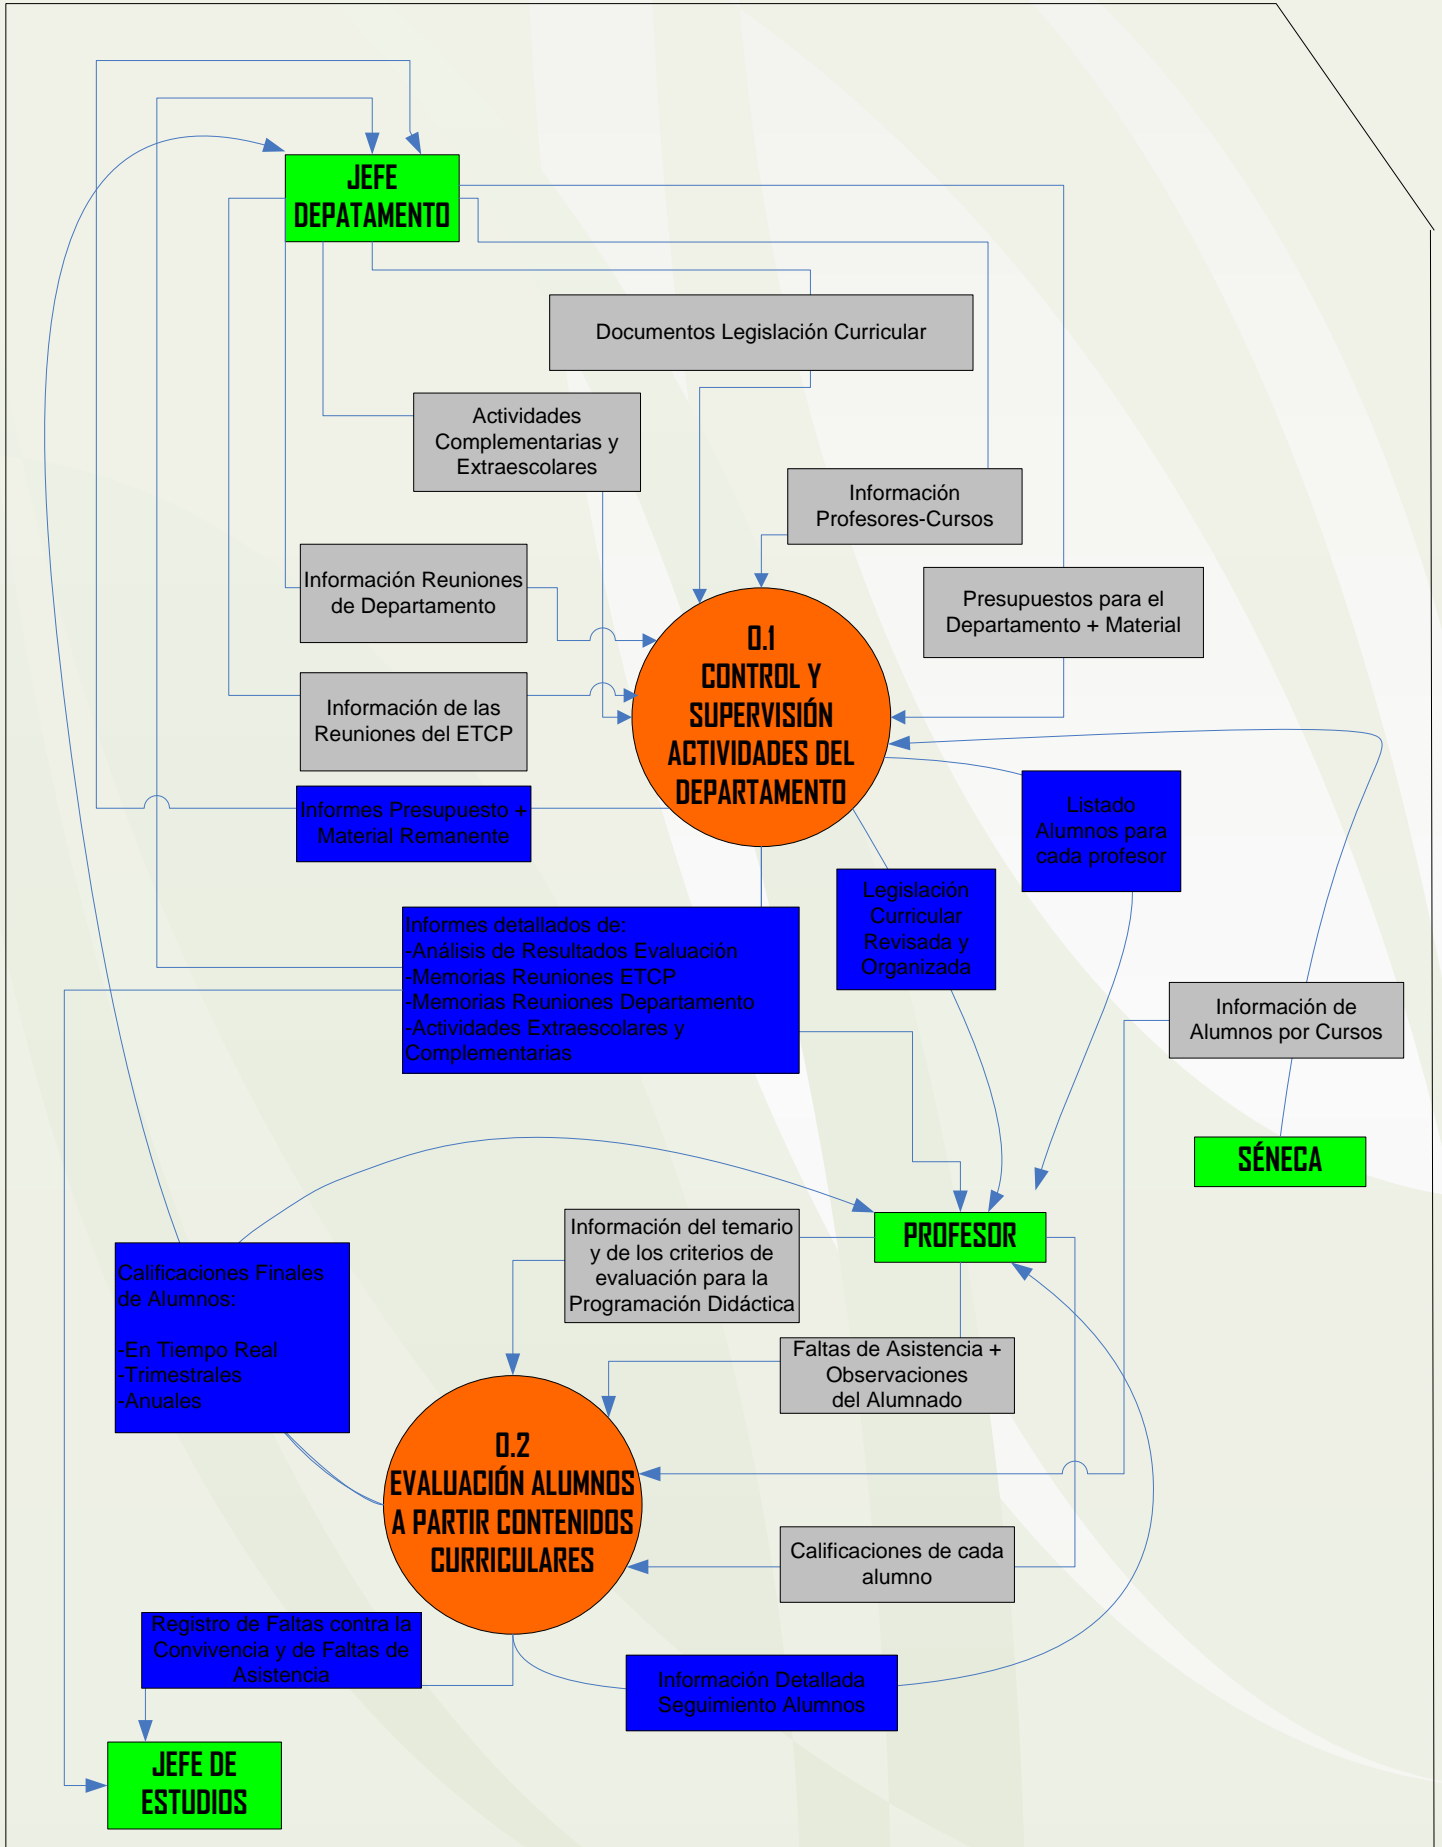 JEFE
DEPATAMENTO
Documentos Legislación Curricular
Actividades
Complementarias y
Extraescolares
Información
Profesores-Cursos
Información Reuniones
de Departamento
Presupuestos para el
Departamento + Material
0.1
CONTROL Y
SUPERVISIÓN
ACTIVIDADES DEL
DEPARTAMENTO
Información de las
Reuniones del ETCP
Informes Presupuesto +
Material Remanente
Listado
Alumnos para
cada profesor
Legislación
Curricular
Revisada y
Organizada
Informes detallados de:
-Análisis de Resultados Evaluación
-Memorias Reuniones ETCP
-Memorias Reuniones Departamento
-Actividades Extraescolares y
Complementarias
Información de
Alumnos por Cursos
SÉNECA
PROFESOR
Información del temario
y de los criterios de
evaluación para la
Programación Didáctica
Calificaciones Finales
de Alumnos:
-En Tiempo Real
-Trimestrales
-Anuales
Faltas de Asistencia +
Observaciones
del Alumnado
0.2
EVALUACIÓN ALUMNOS
A PARTIR CONTENIDOS
CURRICULARES
Calificaciones de cada
alumno
Registro de Faltas contra la
Convivencia y de Faltas de
Asistencia
Información Detallada
Seguimiento Alumnos
JEFE DE
ESTUDIOS